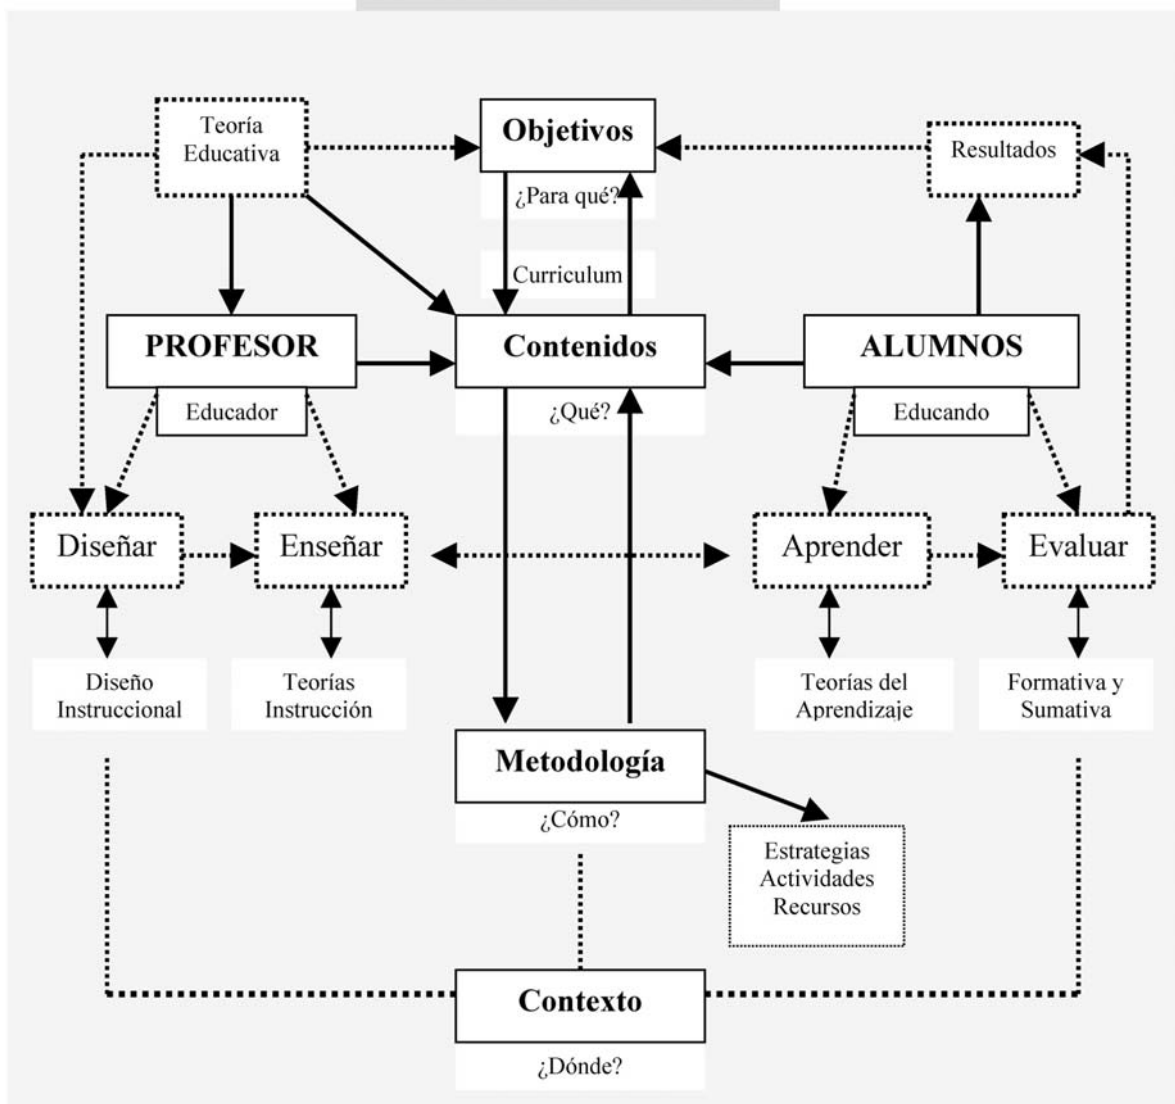 Teoría
Educativa
Objetivos
Resultados
¿Para qué?
Curriculum
PROFESOR
Contenidos
ALUMNOS
Educador
¿Qué?
Educando
Diseñar
Enseñar
Aprender
Evaluar
Diseño
Instruccional
Teorías
Instrucción
Teorías del
Aprendizaje
Formativa y
Sumativa
Metodología
¿Cómo?
Estrategias
Actividades
Recursos
Contexto
¿Dónde?